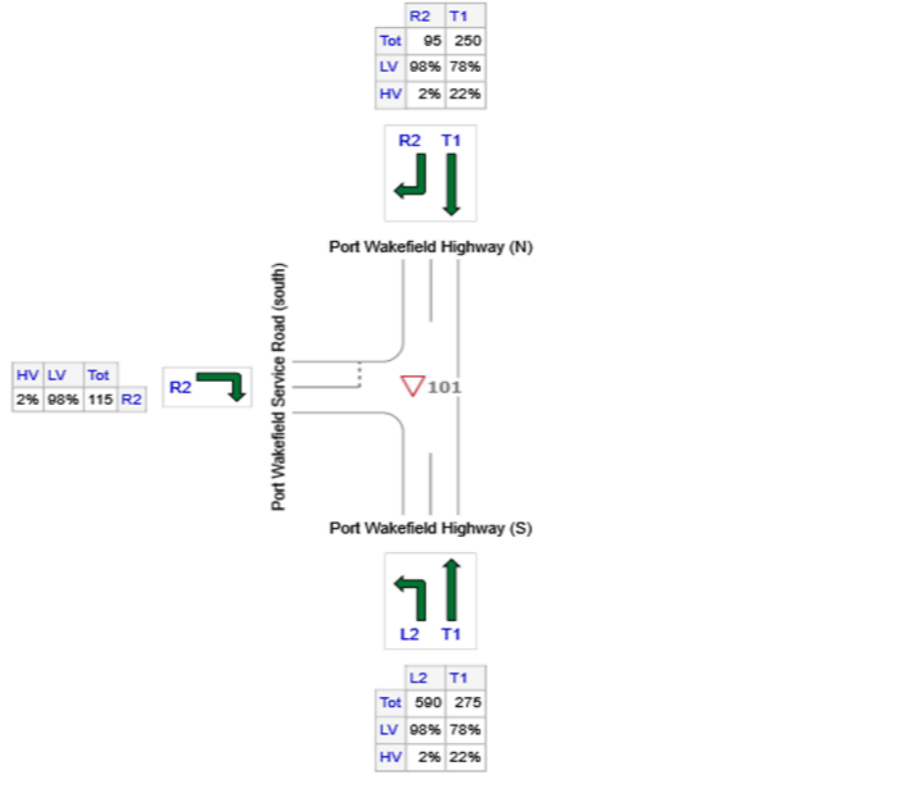 R2 T1
Tot 95 250
LV 98% 78%
HV 2% 22%
R2 T1
Port Wakefield Highway (N)
Port Wakefield Service Road (south)
HV LV Tot
2% 98% 115 R2
R2
101
Port Wakefield Highway (S)
L2 T1
L2 T1
Tot 590 275
LV 98% 78%
HV 2% 22%